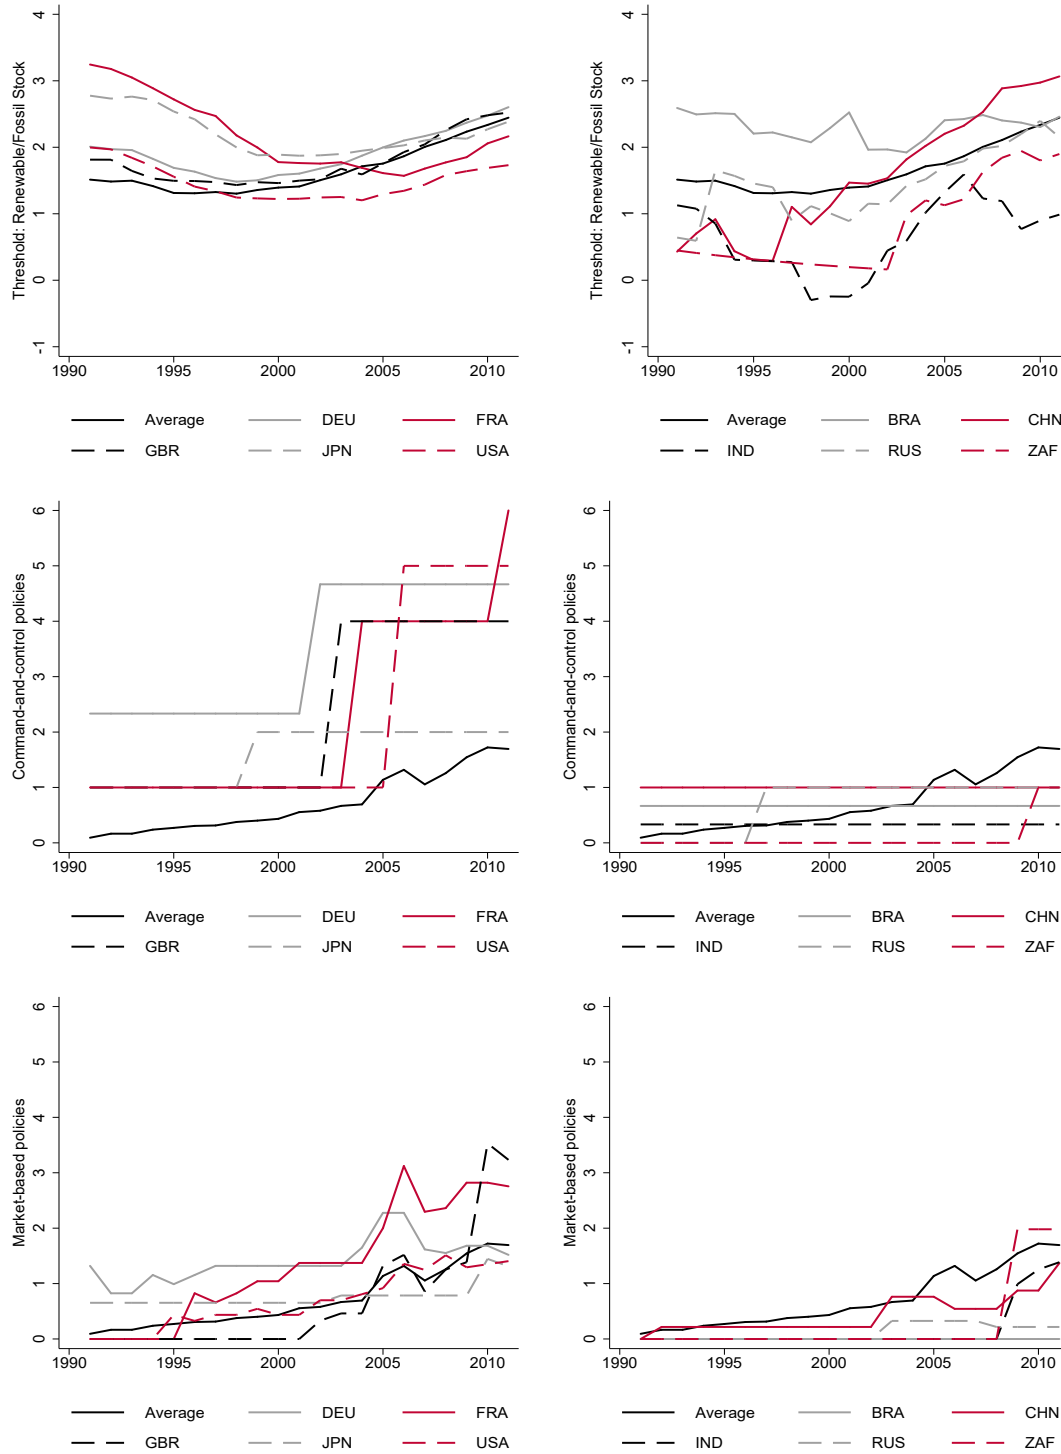 Threshold: Renewable/Fossil Stock
4
3
2
1
0
-1
1990 1995 2000 2005 2010
Average DEU FRA
GBR JPN USA
Threshold: Renewable/Fossil Stock
4
3
2
1
0
-1
1990 1995 2000 2005 2010
Average BRA CHN
IND RUS ZAF
Command-and-control policies
6
5
4
3
2
1
0
1990 1995 2000 2005 2010
Average DEU FRA
GBR JPN USA
Command-and-control policies
6
5
4
3
2
1
0
1990 1995 2000 2005 2010
Average BRA CHN
IND RUS ZAF
Market-based policies
6
5
4
3
2
1
0
1990 1995 2000 2005 2010
Average DEU FRA
GBR JPN USA
Market-based policies
6
5
4
3
2
1
0
1990 1995 2000 2005 2010
Average BRA CHN
IND RUS ZAF